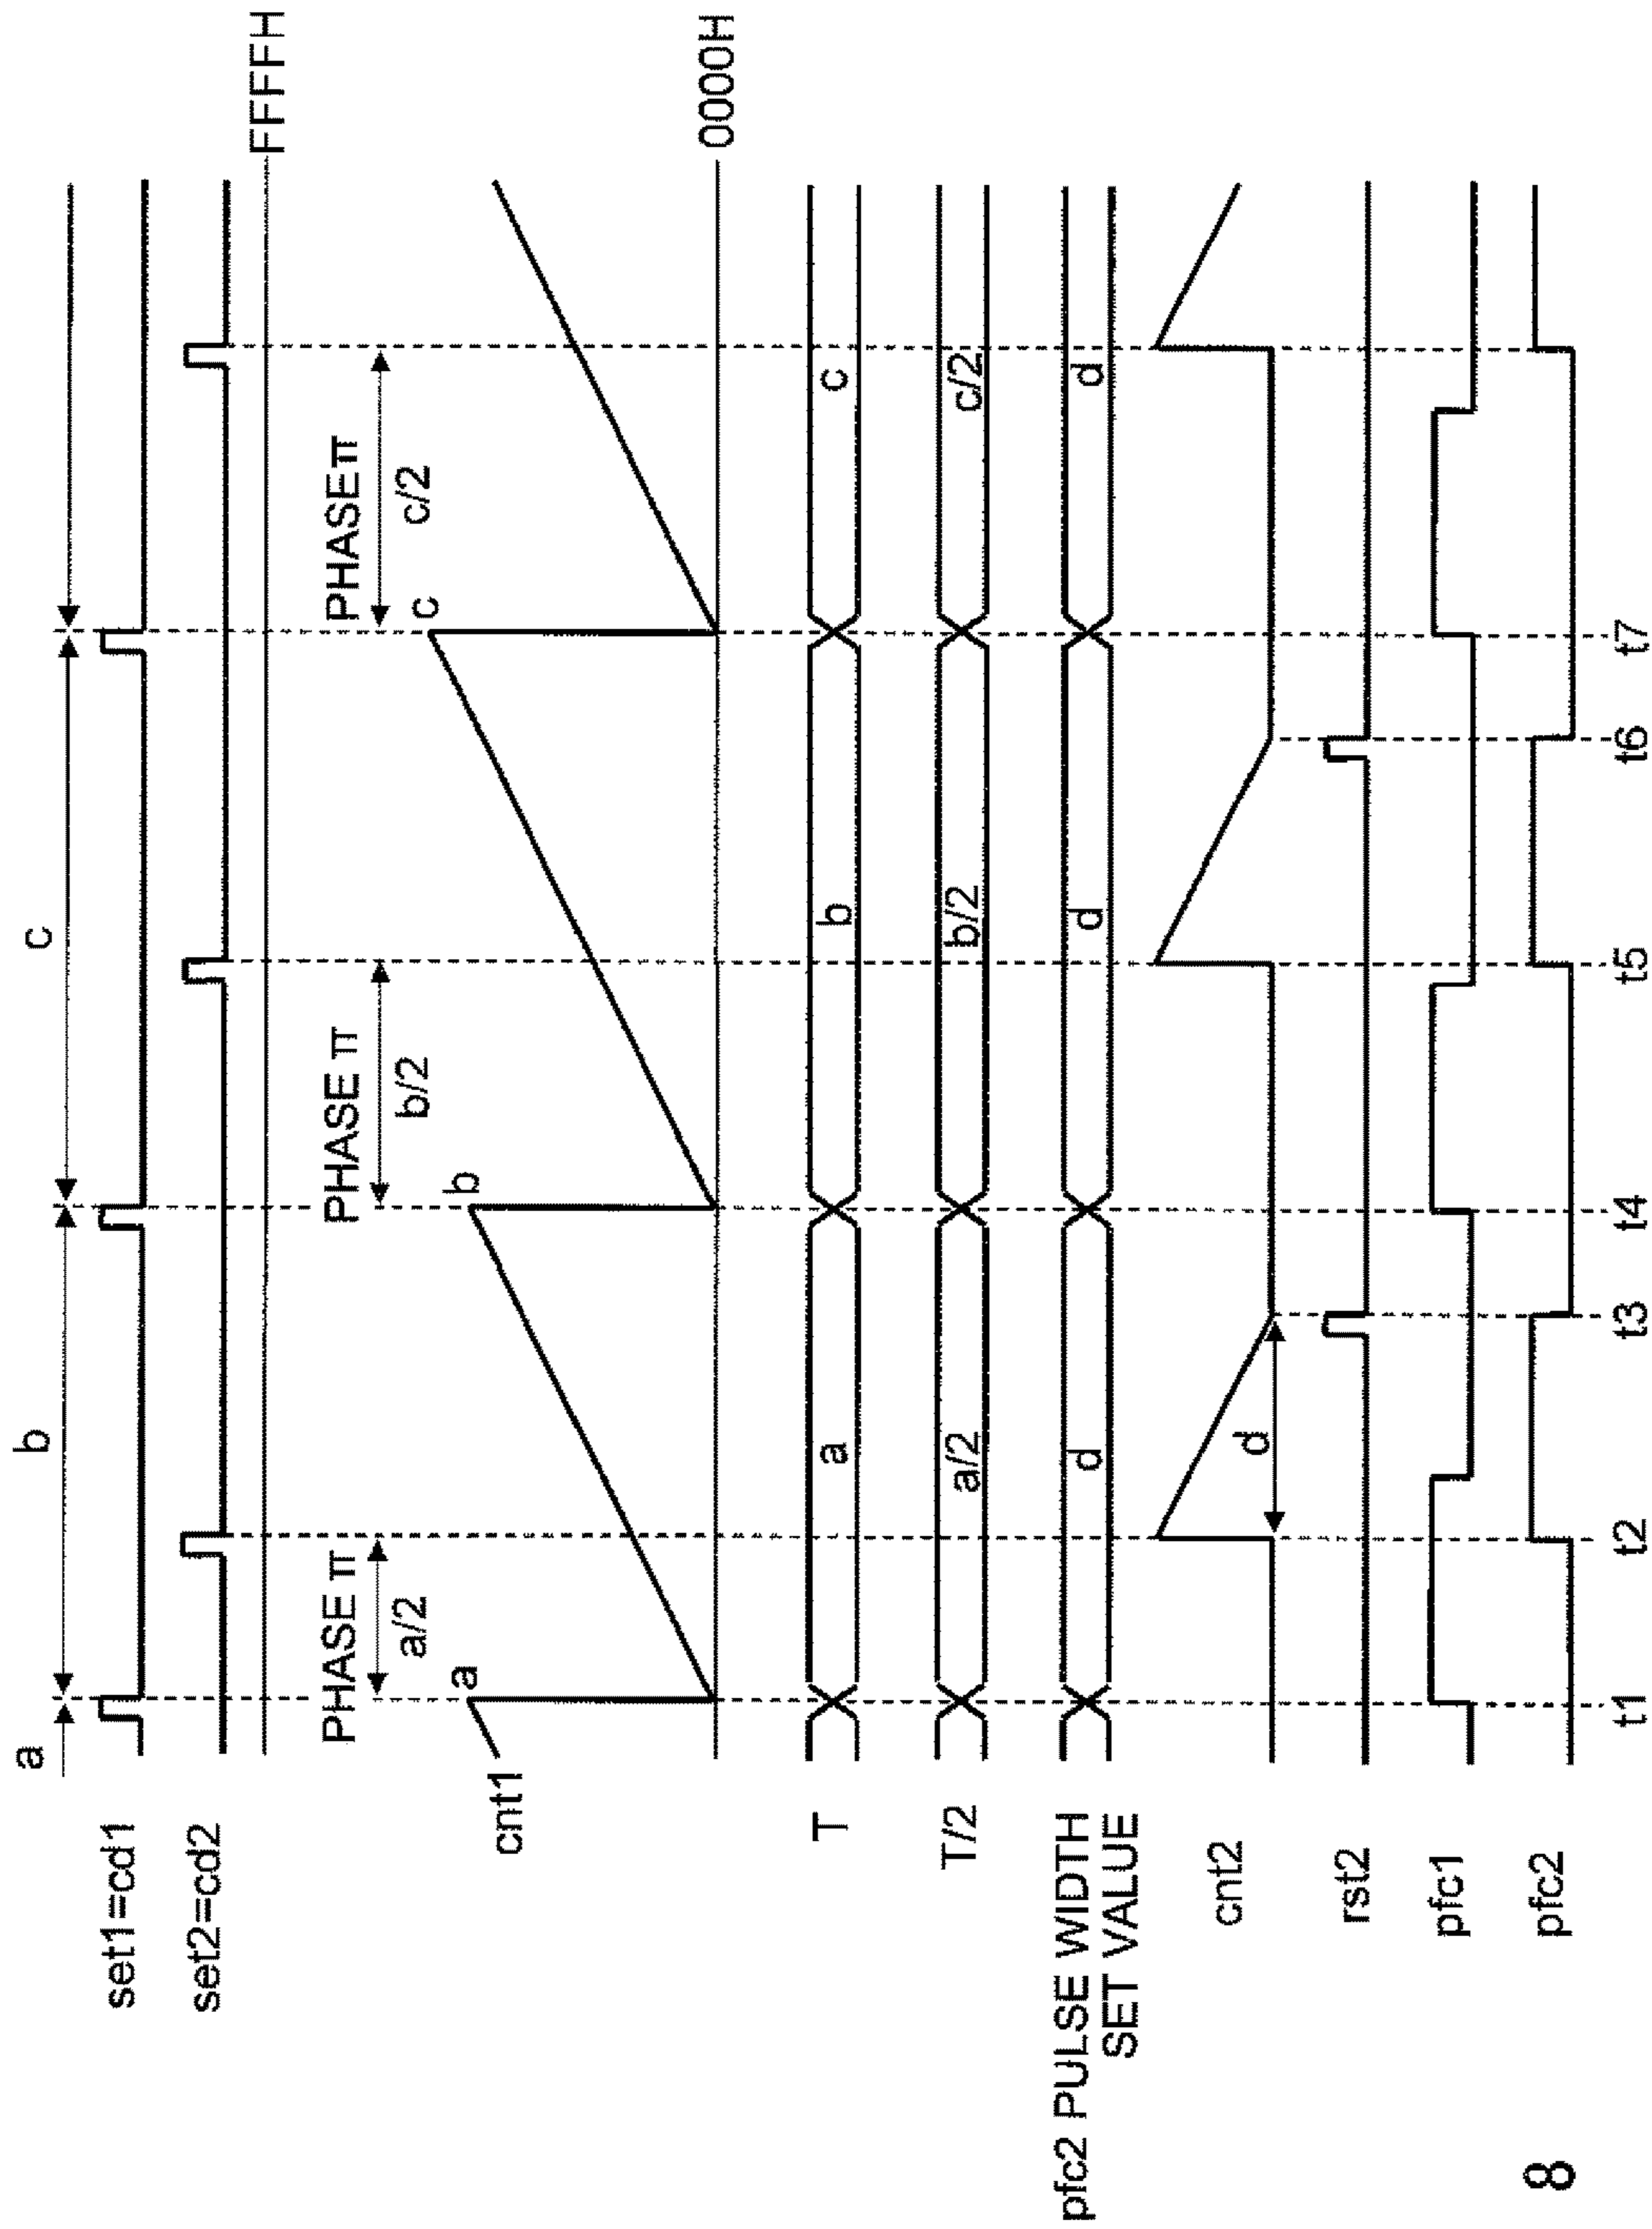 a
b
c
set1=cd1
set2=cd2
FFFFH
PHASE π
a/2
PHASE π
b/2
PHASE π
c/2
cnt1
a
b
c
0000H
T
a
b
c
T/2
a/2
b/2
c/2
pfc2 PULSE WIDTH
SET VALUE
d
d
d
cnt2
d
rst2
pfc1
pfc2
t1
t2
t3
t4
t5
t6
t7
8